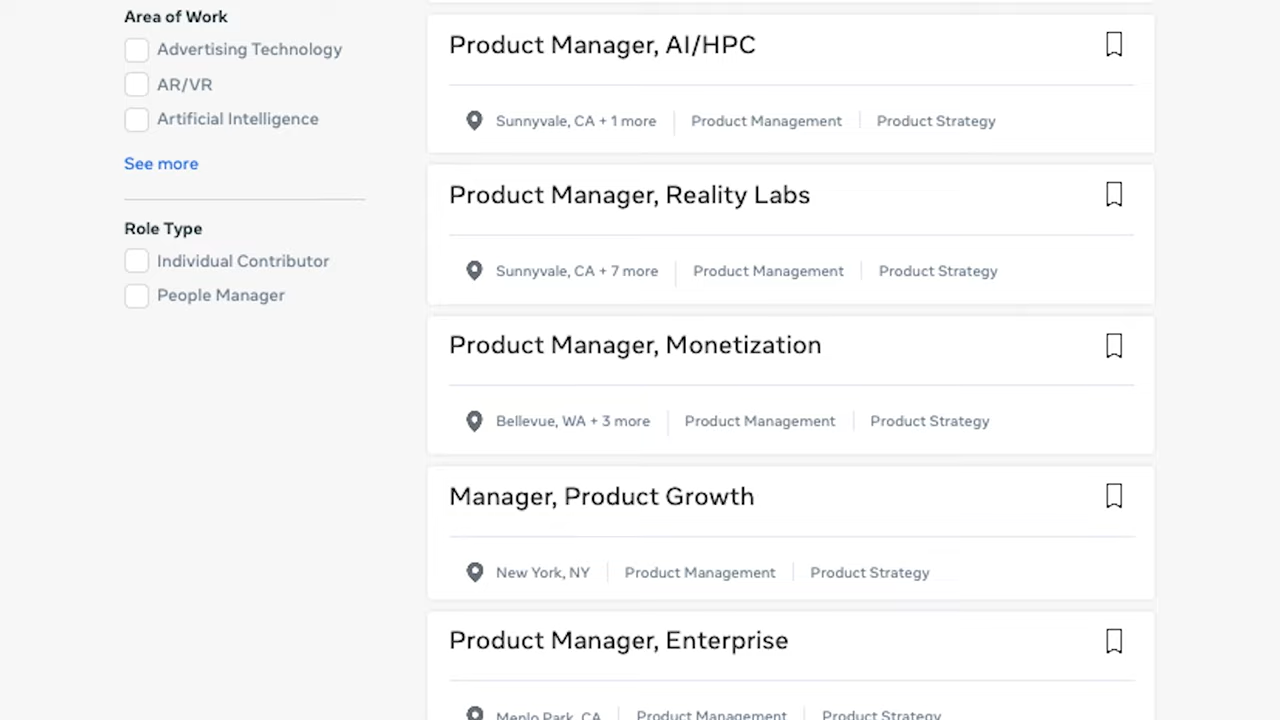 Area of Work
Advertising Technology
AR/VR
Artificial Intelligence
See more
Role Type
Individual Contributor
People Manager
Product Manager, AI/HPC
Sunnyvale, CA + 1 more
Product Management
Product Strategy
Product Manager, Reality Labs
Sunnyvale, CA + 7 more
Product Management
Product Strategy
Product Manager, Monetization
Bellevue, WA + 3 more
Product Management
Product Strategy
Manager, Product Growth
New York, NY
Product Management
Product Strategy
Product Manager, Enterprise
Menlo Park, CA
Product Management
Product Strategy